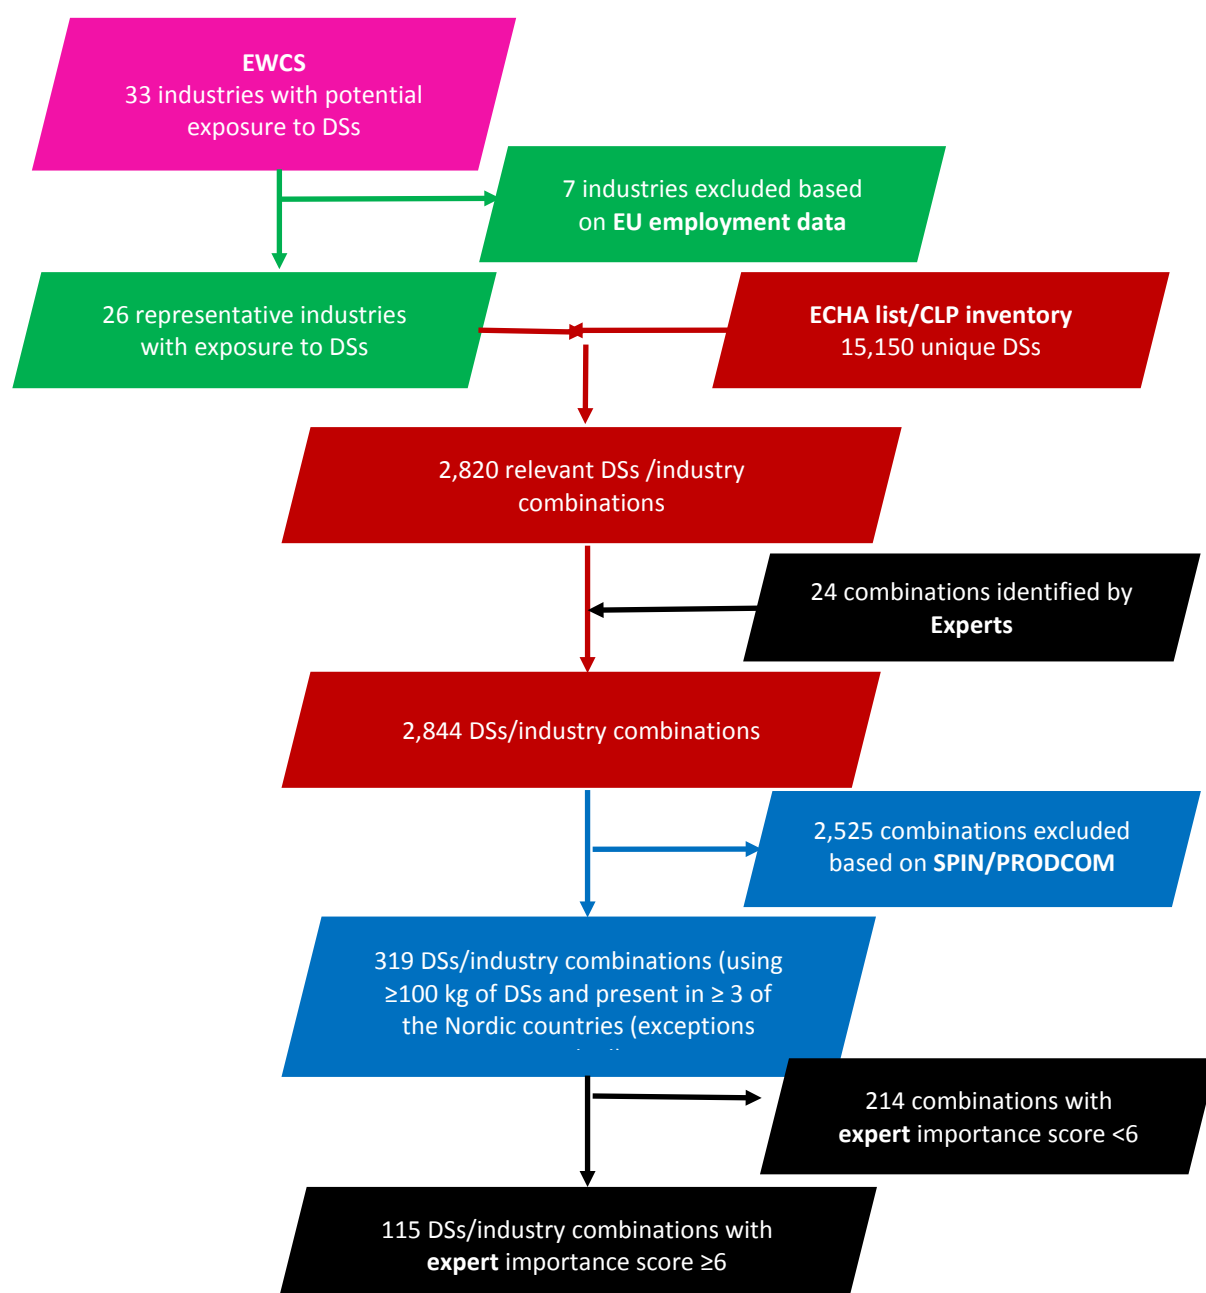 EWCS
33 industries with potential
exposure to DSs
7 industries excluded based
on EU employment data
26 representative industries
with exposure to DSs
ECHA list/CLP inventory
15,150 unique DSs
2,820 relevant DSs /industry
combinations
24 combinations identified by
Experts
2,844 DSs/industry combinations
2,525 combinations excluded
based on SPIN/PRODCOM
319 DSs/industry combinations (using
≥100 kg of DSs and present in ≥ 3 of
the Nordic countries (exceptions
214 combinations with
expert importance score <6
115 DSs/industry combinations with
expert importance score ≥6